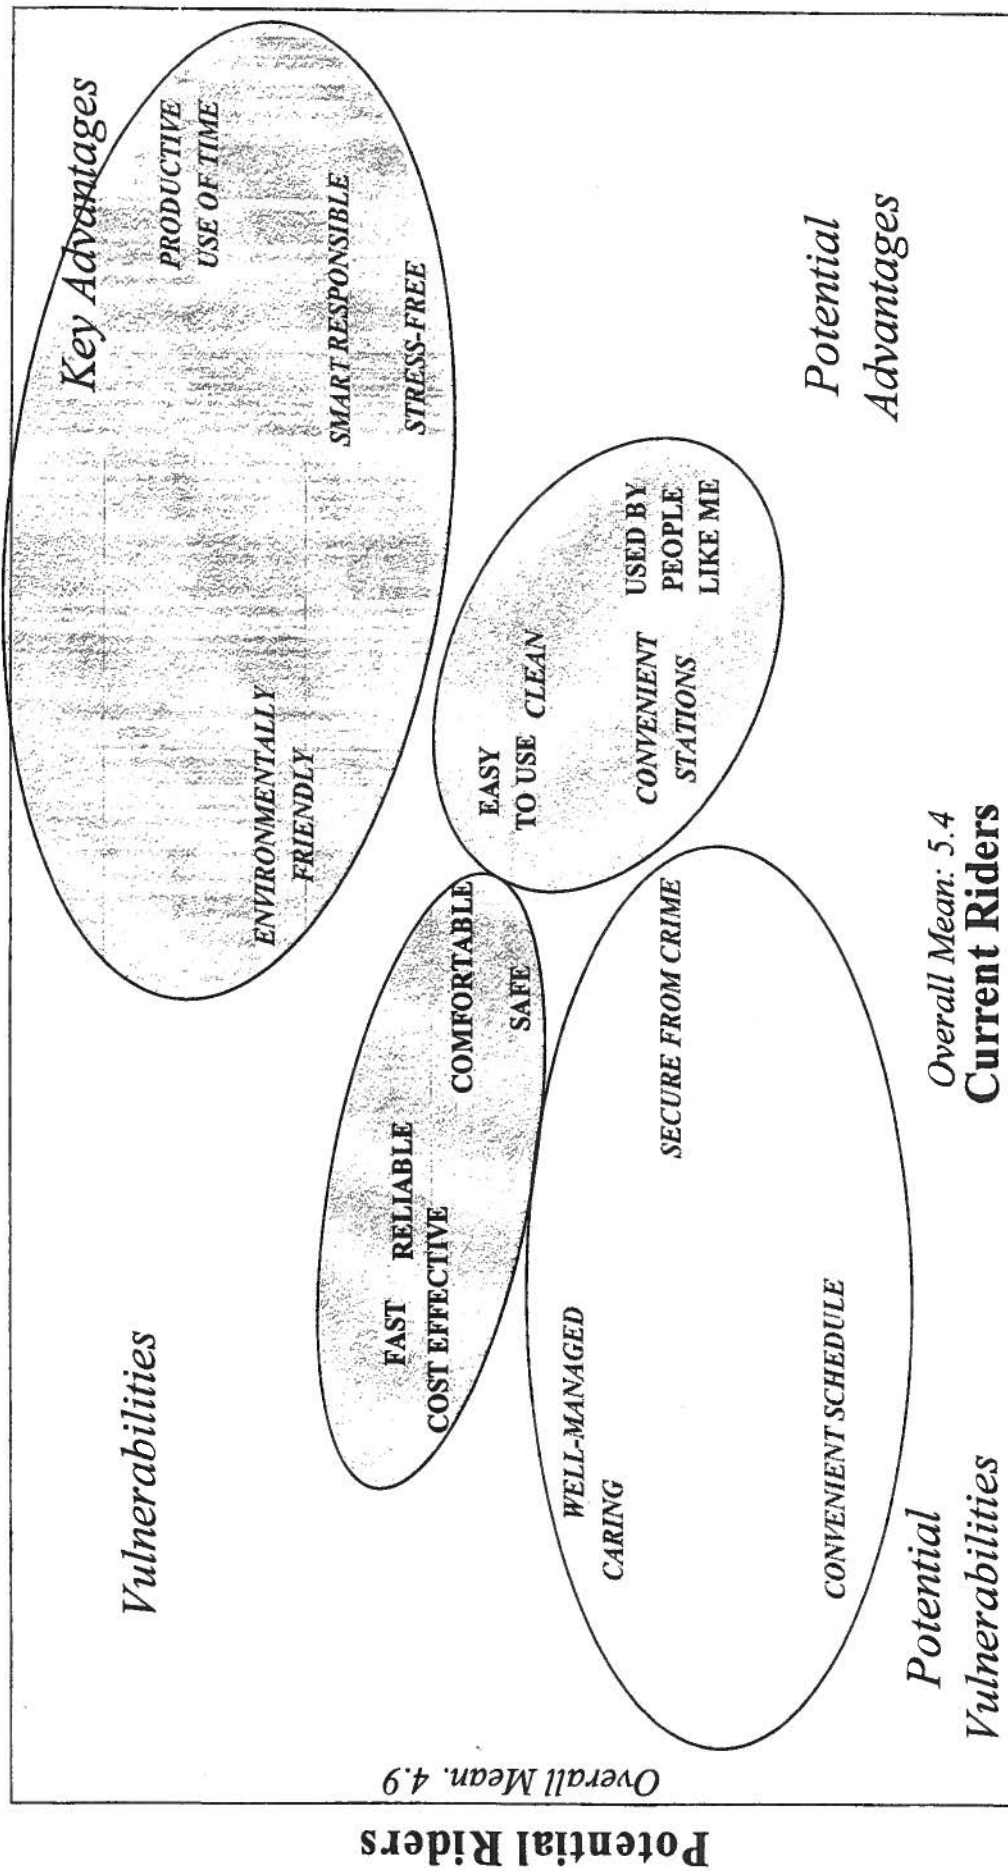 Vulnerabilities
Key Advantages
PRODUCTIVE
USE OF TIME
ENVIRONMENTALLY
FRIENDLY
SMART RESPONSIBLE
STRESS-FREE
FAST
RELIABLE
COST EFFECTIVE
COMFORTABLE
SAFE
EASY
TO USE
CLEAN
CONVENIENT
STATIONS
USED BY
PEOPLE
LIKE ME
WELL-MANAGED
CARING
SECURE FROM CRIME
CONVENIENT SCHEDULE
Potential
Advantages
Potential
Vulnerabilities
Potential Riders
Overall Mean. 4.9
Overall Mean: 5.4
Current Riders